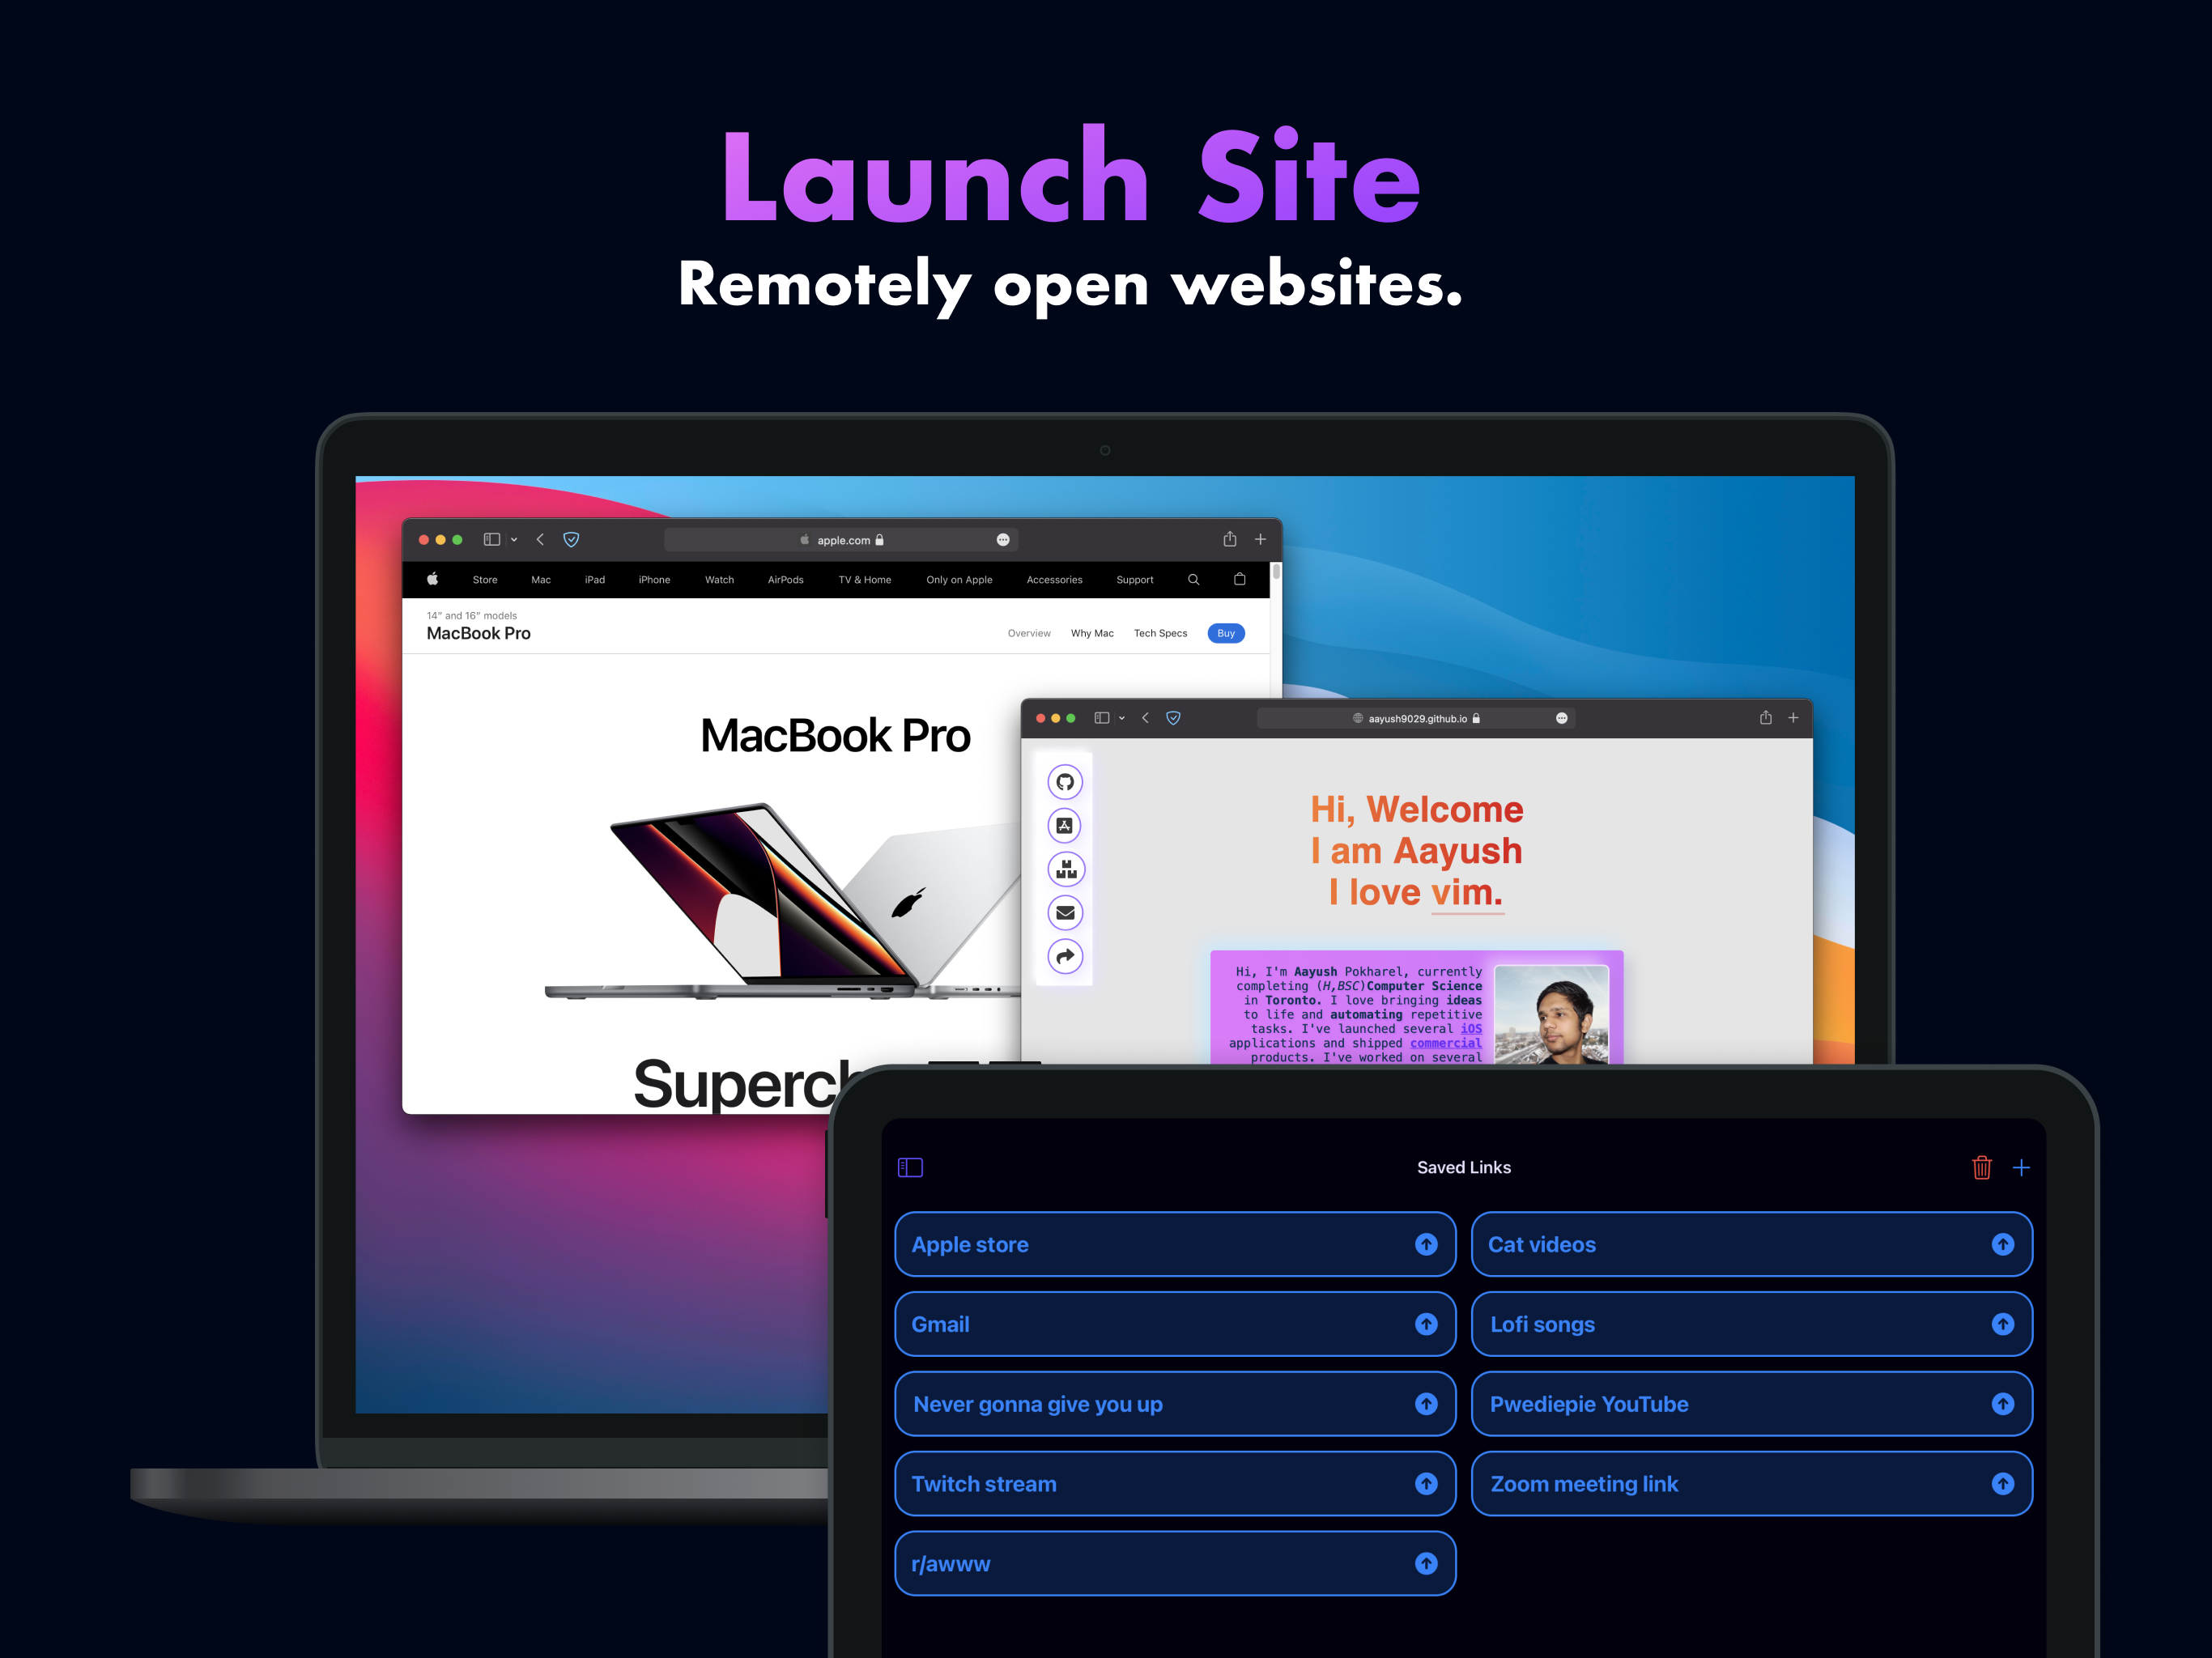 Launch Site
Remotely open websites.
apple.com
Store Mac iPad iPhone Watch AirPods TV & Home Only on Apple Accessories Support
14” and 16” models
MacBook Pro
Overview Why Mac Tech Specs Buy
MacBook Pro
aayush9029.github.io
Hi, Welcome
I am Aayush
I love vim.
Hi, I'm Aayush Pokharel, currently
completing (H,BSC)Computer Science
in Toronto. I love bringing ideas
to life and automating repetitive
tasks. I've launched several iOS
applications and shipped commercial
products. I've worked on several
Saved Links
Apple store
Cat videos
Gmail
Lofi songs
Never gonna give you up
Pwediepie YouTube
Twitch stream
Zoom meeting link
r/awww